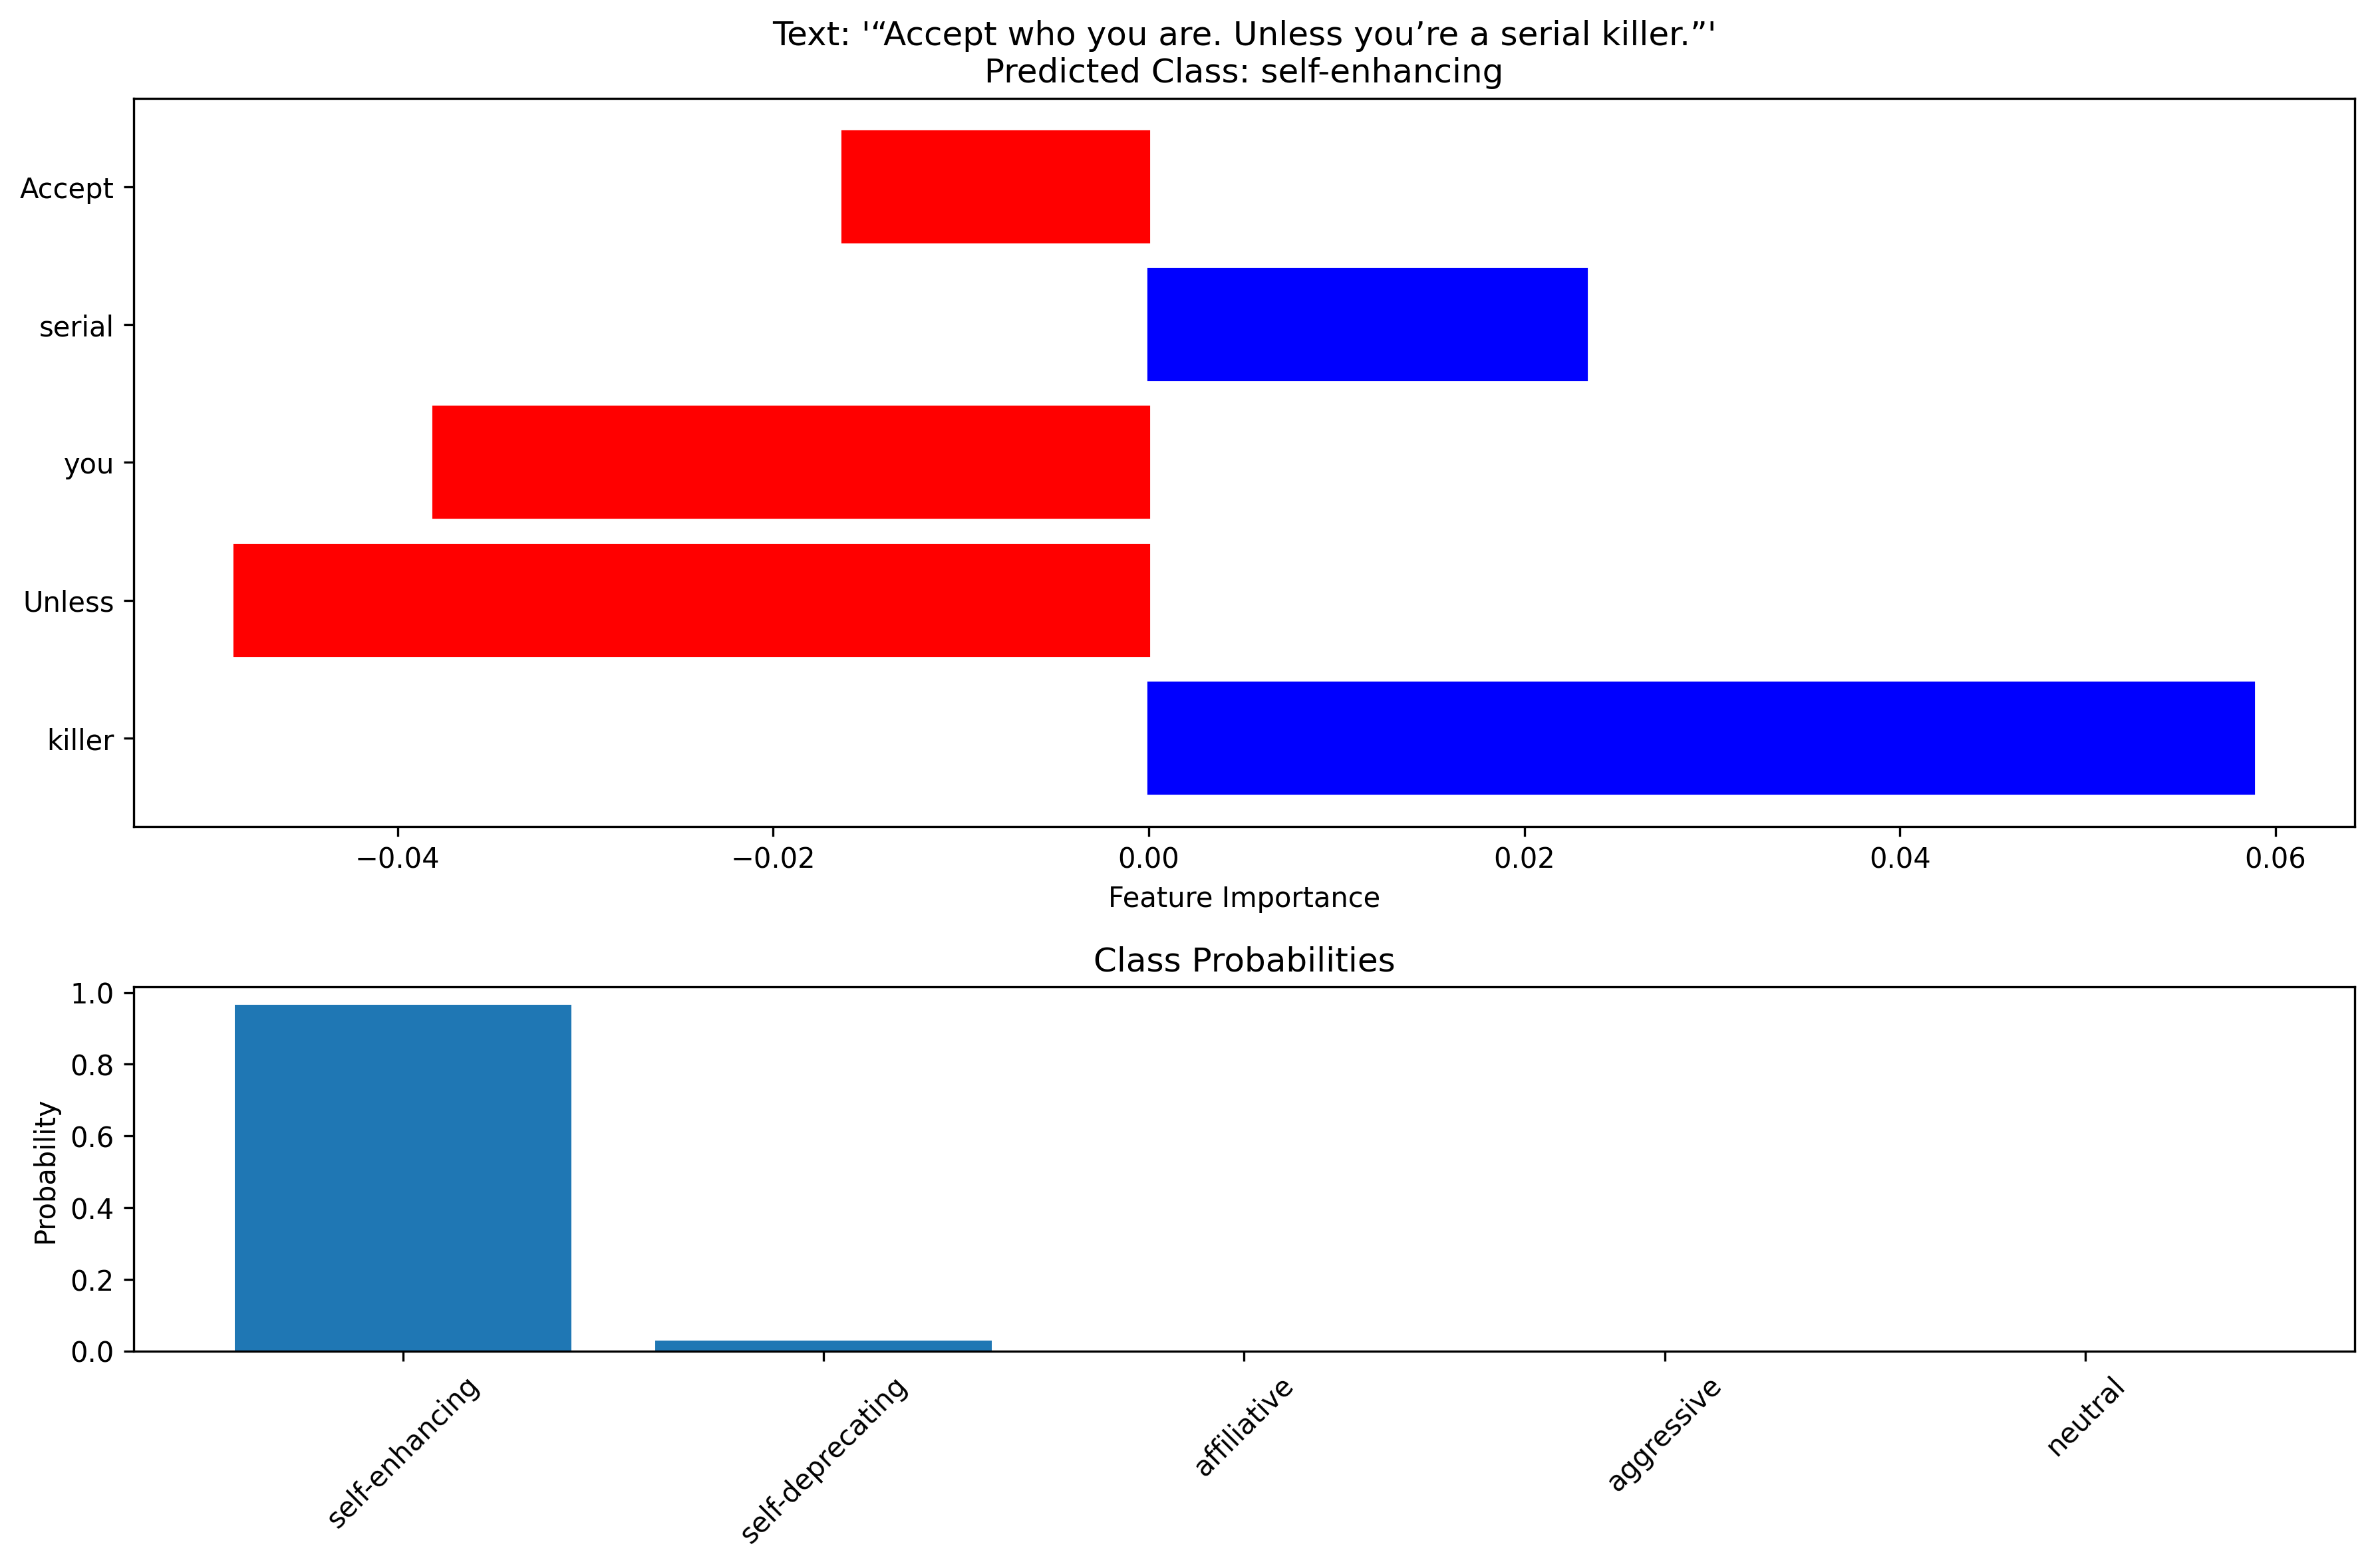 Text: '“Accept who you are. Unless you’re a serial killer.”'
Predicted Class: self-enhancing
Accept
serial
you
Unless
killer
−0.04 −0.02 0.00 0.02 0.04 0.06
Feature Importance
Class Probabilities
1.0
0.8
0.6
0.4
0.2
0.0
Probability
self-enhancing
self-deprecating
affiliative
aggressive
neutral